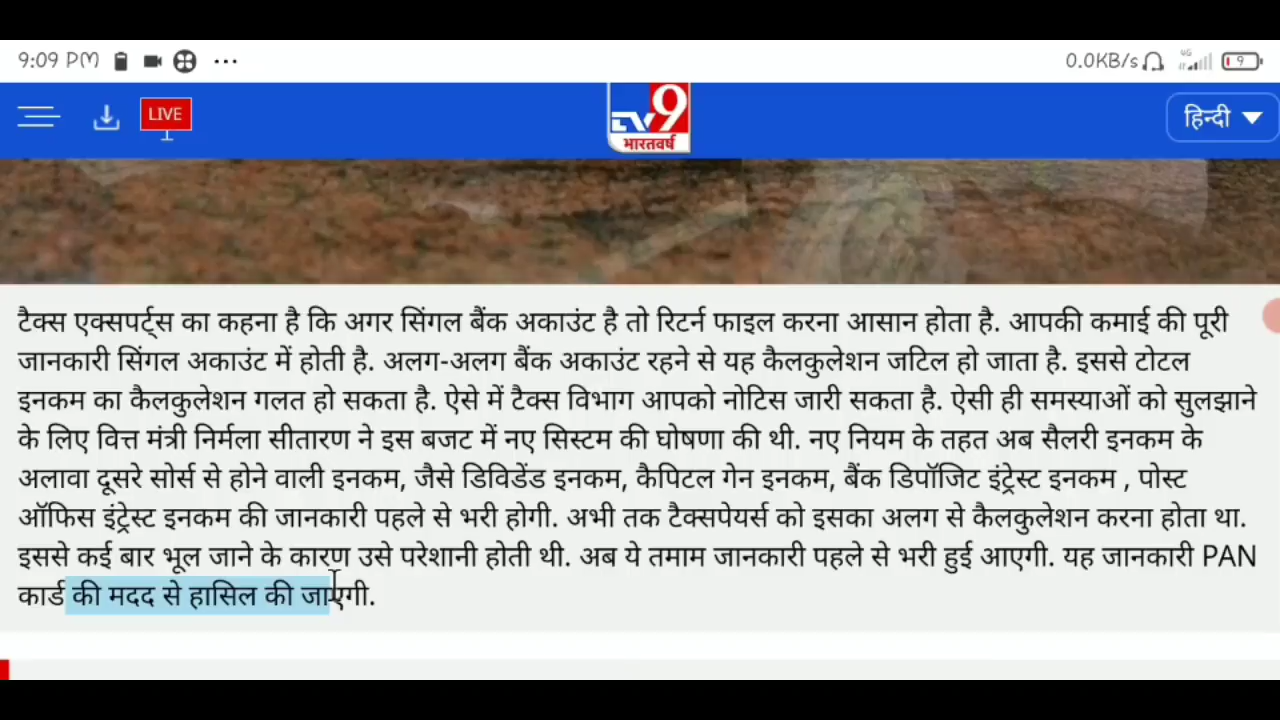 9:09 PM
0.0KB/s
4G
9
LIVE
TV9
भारतवर्ष
हिन्दी
टैक्स एक्सपर्ट्स का कहना है कि अगर सिंगल बैंक अकाउंट है तो रिटर्न फाइल करना आसान होता है. आपकी कमाई की पूरी
जानकारी सिंगल अकाउंट में होती है. अलग-अलग बैंक अकाउंट रहने से यह कैलकुलेशन जटिल हो जाता है. इससे टोटल
इनकम का कैलकुलेशन गलत हो सकता है. ऐसे में टैक्स विभाग आपको नोटिस जारी सकता है. ऐसी ही समस्याओं को सुलझाने
के लिए वित्त मंत्री निर्मला सीतारण ने इस बजट में नए सिस्टम की घोषणा की थी. नए नियम के तहत अब सैलरी इनकम के
अलावा दूसरे सोर्स से होने वाली इनकम, जैसे डिविडेंड इनकम, कैपिटल गेन इनकम, बैंक डिपॉजिट इंट्रेस्ट इनकम , पोस्ट
ऑफिस इंट्रेस्ट इनकम की जानकारी पहले से भरी होगी. अभी तक टैक्सपेयर्स को इसका अलग से कैलकुलेशन करना होता था.
इससे कई बार भूल जाने के कारण उसे परेशानी होती थी. अब ये तमाम जानकारी पहले से भरी हुई आएगी. यह जानकारी PAN
कार्ड की मदद से हासिल की जाएगी.